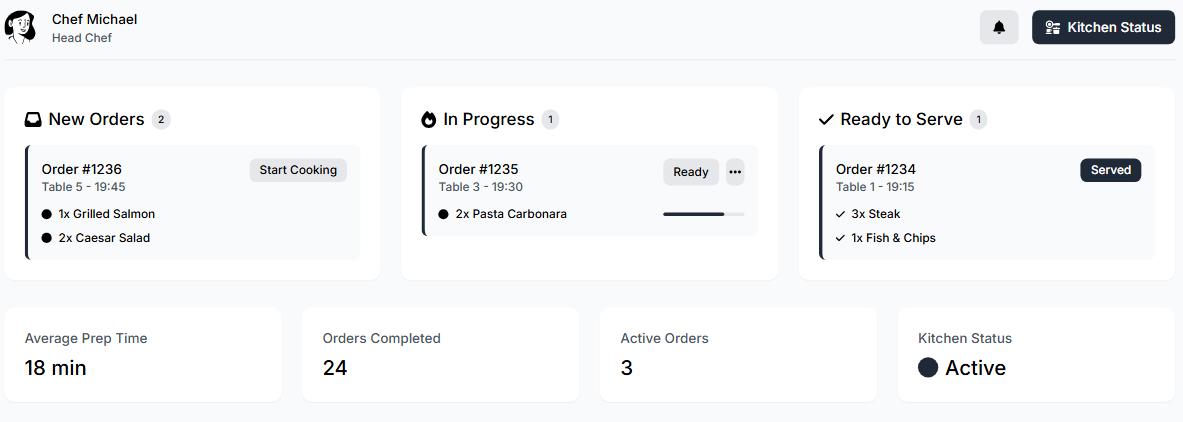 Chef Michael
Head Chef
Kitchen Status
New Orders 2
Order #1236
Start Cooking
Table 5 - 19:45
1x Grilled Salmon
2x Caesar Salad
In Progress 1
Order #1235
Ready
Table 3 - 19:30
2x Pasta Carbonara
Ready to Serve 1
Order #1234
Served
Table 1 - 19:15
3x Steak
1x Fish & Chips
Average Prep Time
18 min
Orders Completed
24
Active Orders
3
Kitchen Status
Active